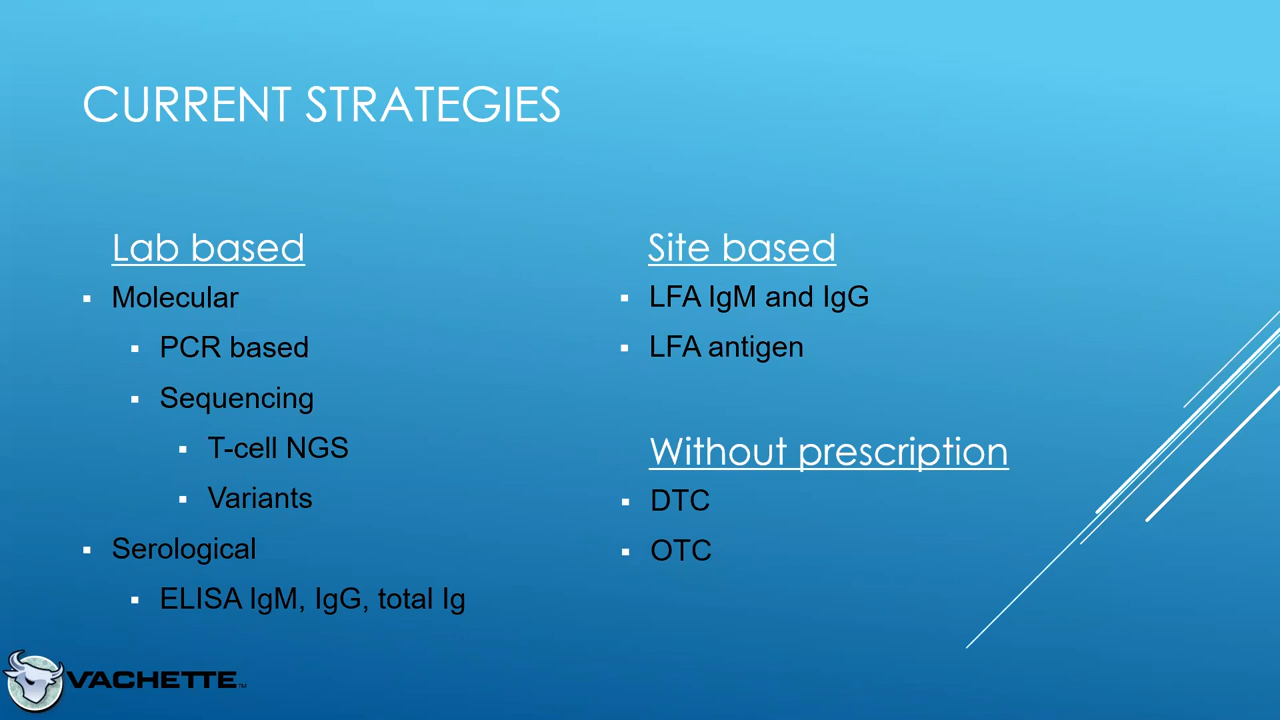 CURRENT STRATEGIES
Lab based
Molecular
PCR based
Sequencing
T-cell NGS
Variants
Serological
ELISA IgM, IgG, total Ig
Site based
LFA IgM and IgG
LFA antigen
Without prescription
DTC
OTC
VACHETTE™